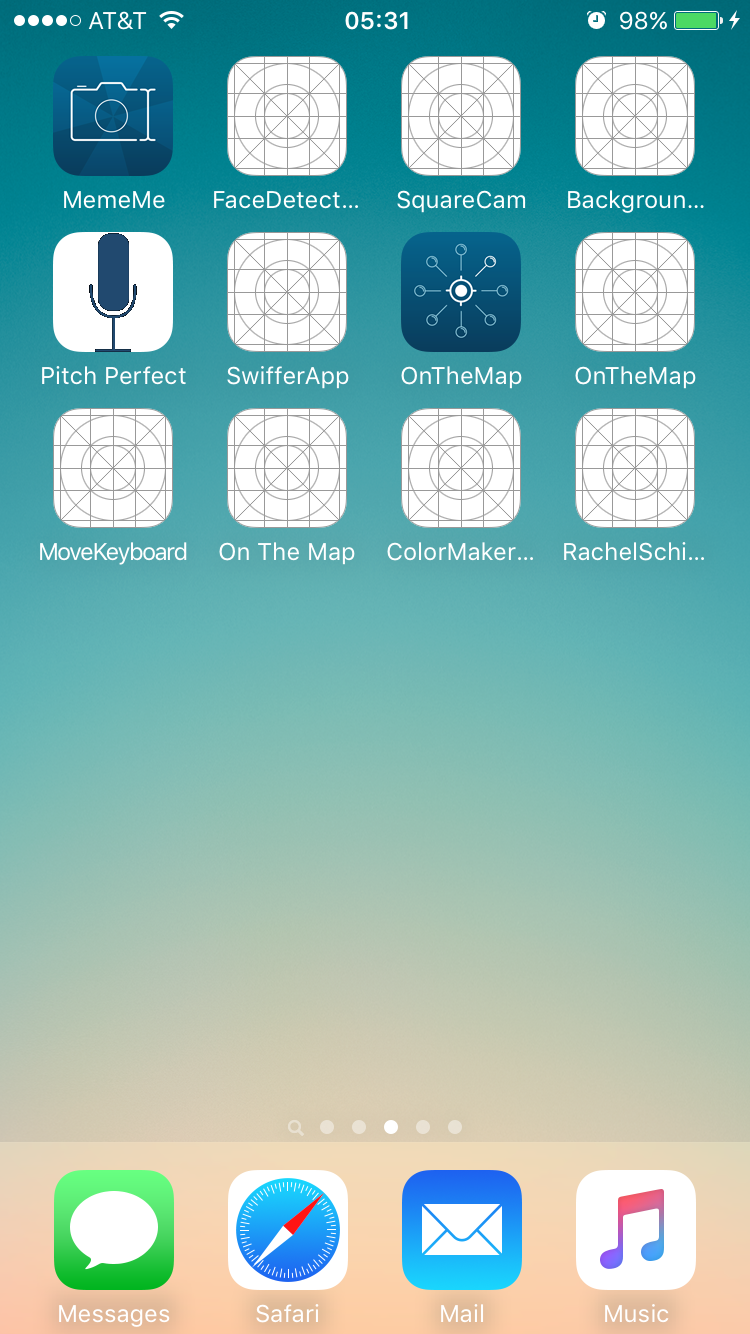 AT&T 05:31 98%
MemeMe FaceDetect... SquareCam Backgroun...
Pitch Perfect SwifferApp OnTheMap OnTheMap
MoveKeyboard On The Map ColorMaker... RachelSchi...
Messages Safari Mail Music